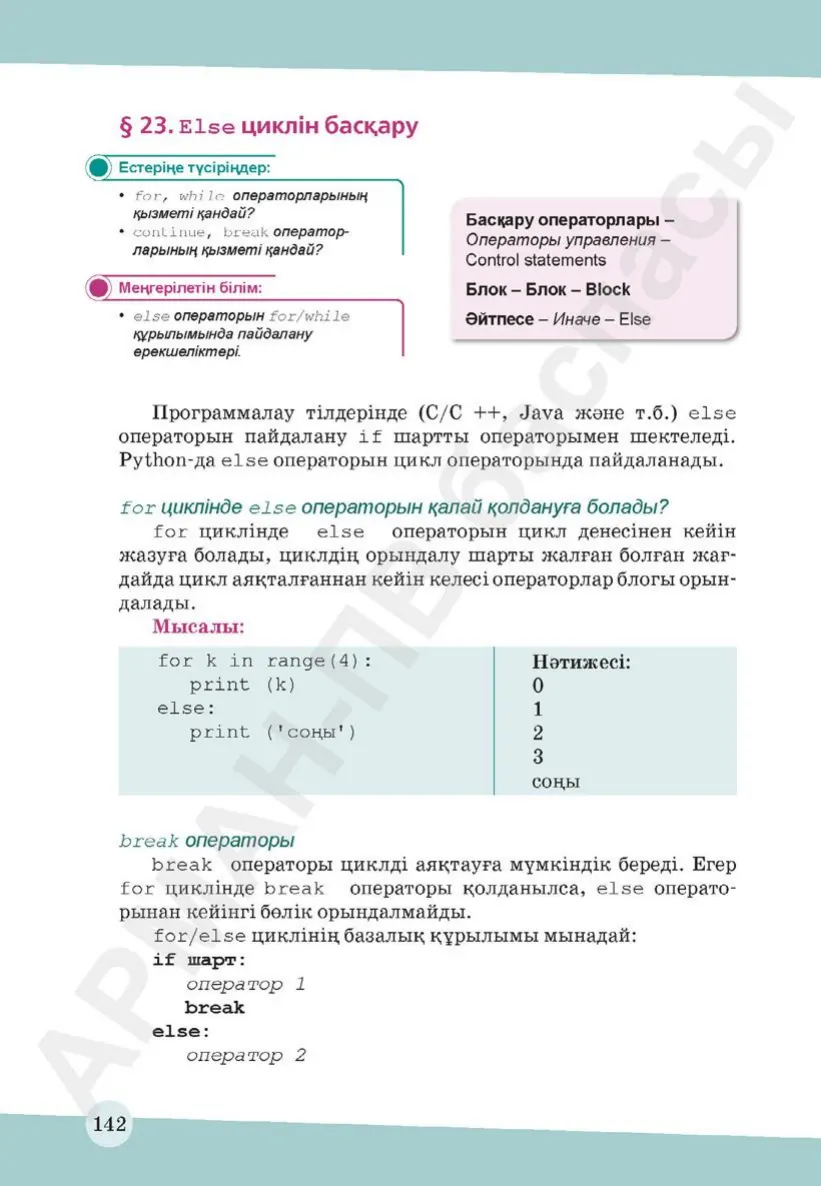 § 23. Else циклін басқару
Естеріңе түсіріңдер:
• for, while операторларының
қызметі қандай?
• continue, break оператор-
ларының қызметі қандай?
Меңгерілетін білім:
• else операторын for/while
құрылымында пайдалану
ерекшеліктері.
Басқару операторлары –
Операторы управления –
Control statements
Блок – Блок – Block
Әйтпесе – Иначе – Else
Программалау тілдерінде (C/C ++, Java және т.б.) else
операторын пайдалану if шартты операторымен шектеледі.
Python-да else операторын цикл операторында пайдаланады.
for циклінде else операторын қалай қолдануға болады?
for циклінде else операторын цикл денесінен кейін
жазуға болады, циклдің орындалу шарты жалған болған жағ-
дайда цикл аяқталғаннан кейін келесі операторлар блогы орын-
далады.
Мысалы:
for k in range(4):
print (k)
else:
print ('соңы')
Нәтижесі:
0
1
2
3
соңы
break операторы
break операторы циклді аяқтауға мүмкіндік береді. Егер
for циклінде break операторы қолданылса, else операто-
рынан кейінгі бөлік орындалмайды.
for/else циклінің базалық құрылымы мынадай:
if шарт:
оператор 1
break
else:
оператор 2
142
АРМАН-ПВ баспасы